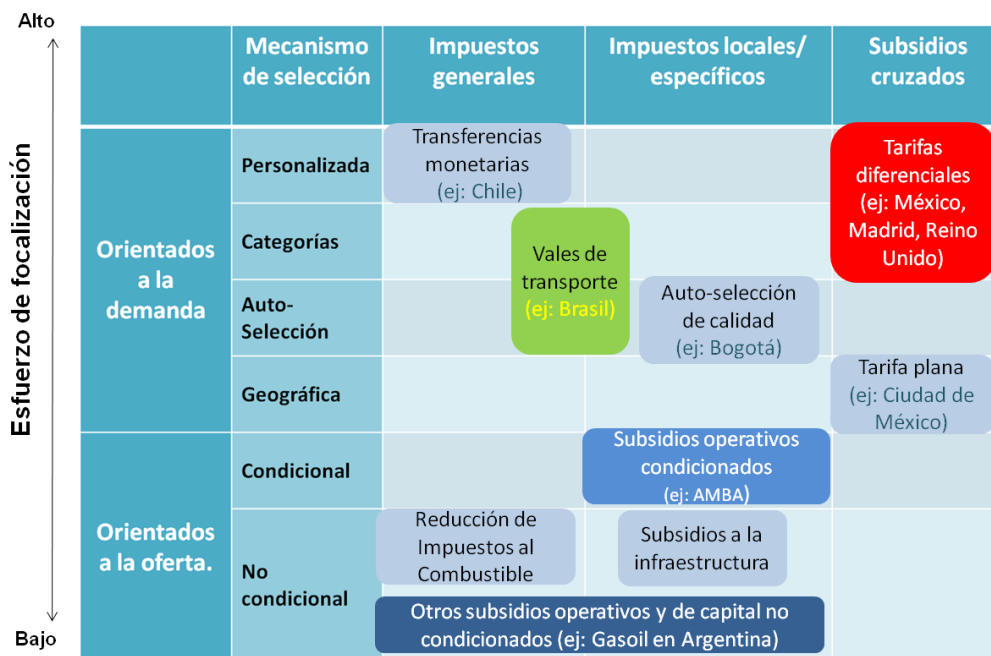 Alto
Mecanismo
de selección
Impuestos
generales
Impuestos locales/
específicos
Subsidios
cruzados
Esfuerzo de focalización
Orientados
a la
demanda
Personalizada
Transferencias
monetarias
(ej: Chile)
Tarifas
diferenciales
(ej: México,
Madrid, Reino
Unido)
Categorías
Vales de
transporte
(ej: Brasil)
Auto-
Selección
Auto-selección
de calidad
(ej: Bogotá)
Geográfica
Tarifa plana
(ej: Ciudad de
México)
Orientados
a la oferta.
Condicional
Subsidios operativos
condicionados
(ej: AMBA)
No
condicional
Reducción de
Impuestos al
Combustible
Subsidios a la
infraestructura
Otros subsidios operativos y de capital no
condicionados (ej: Gasoil en Argentina)
Bajo